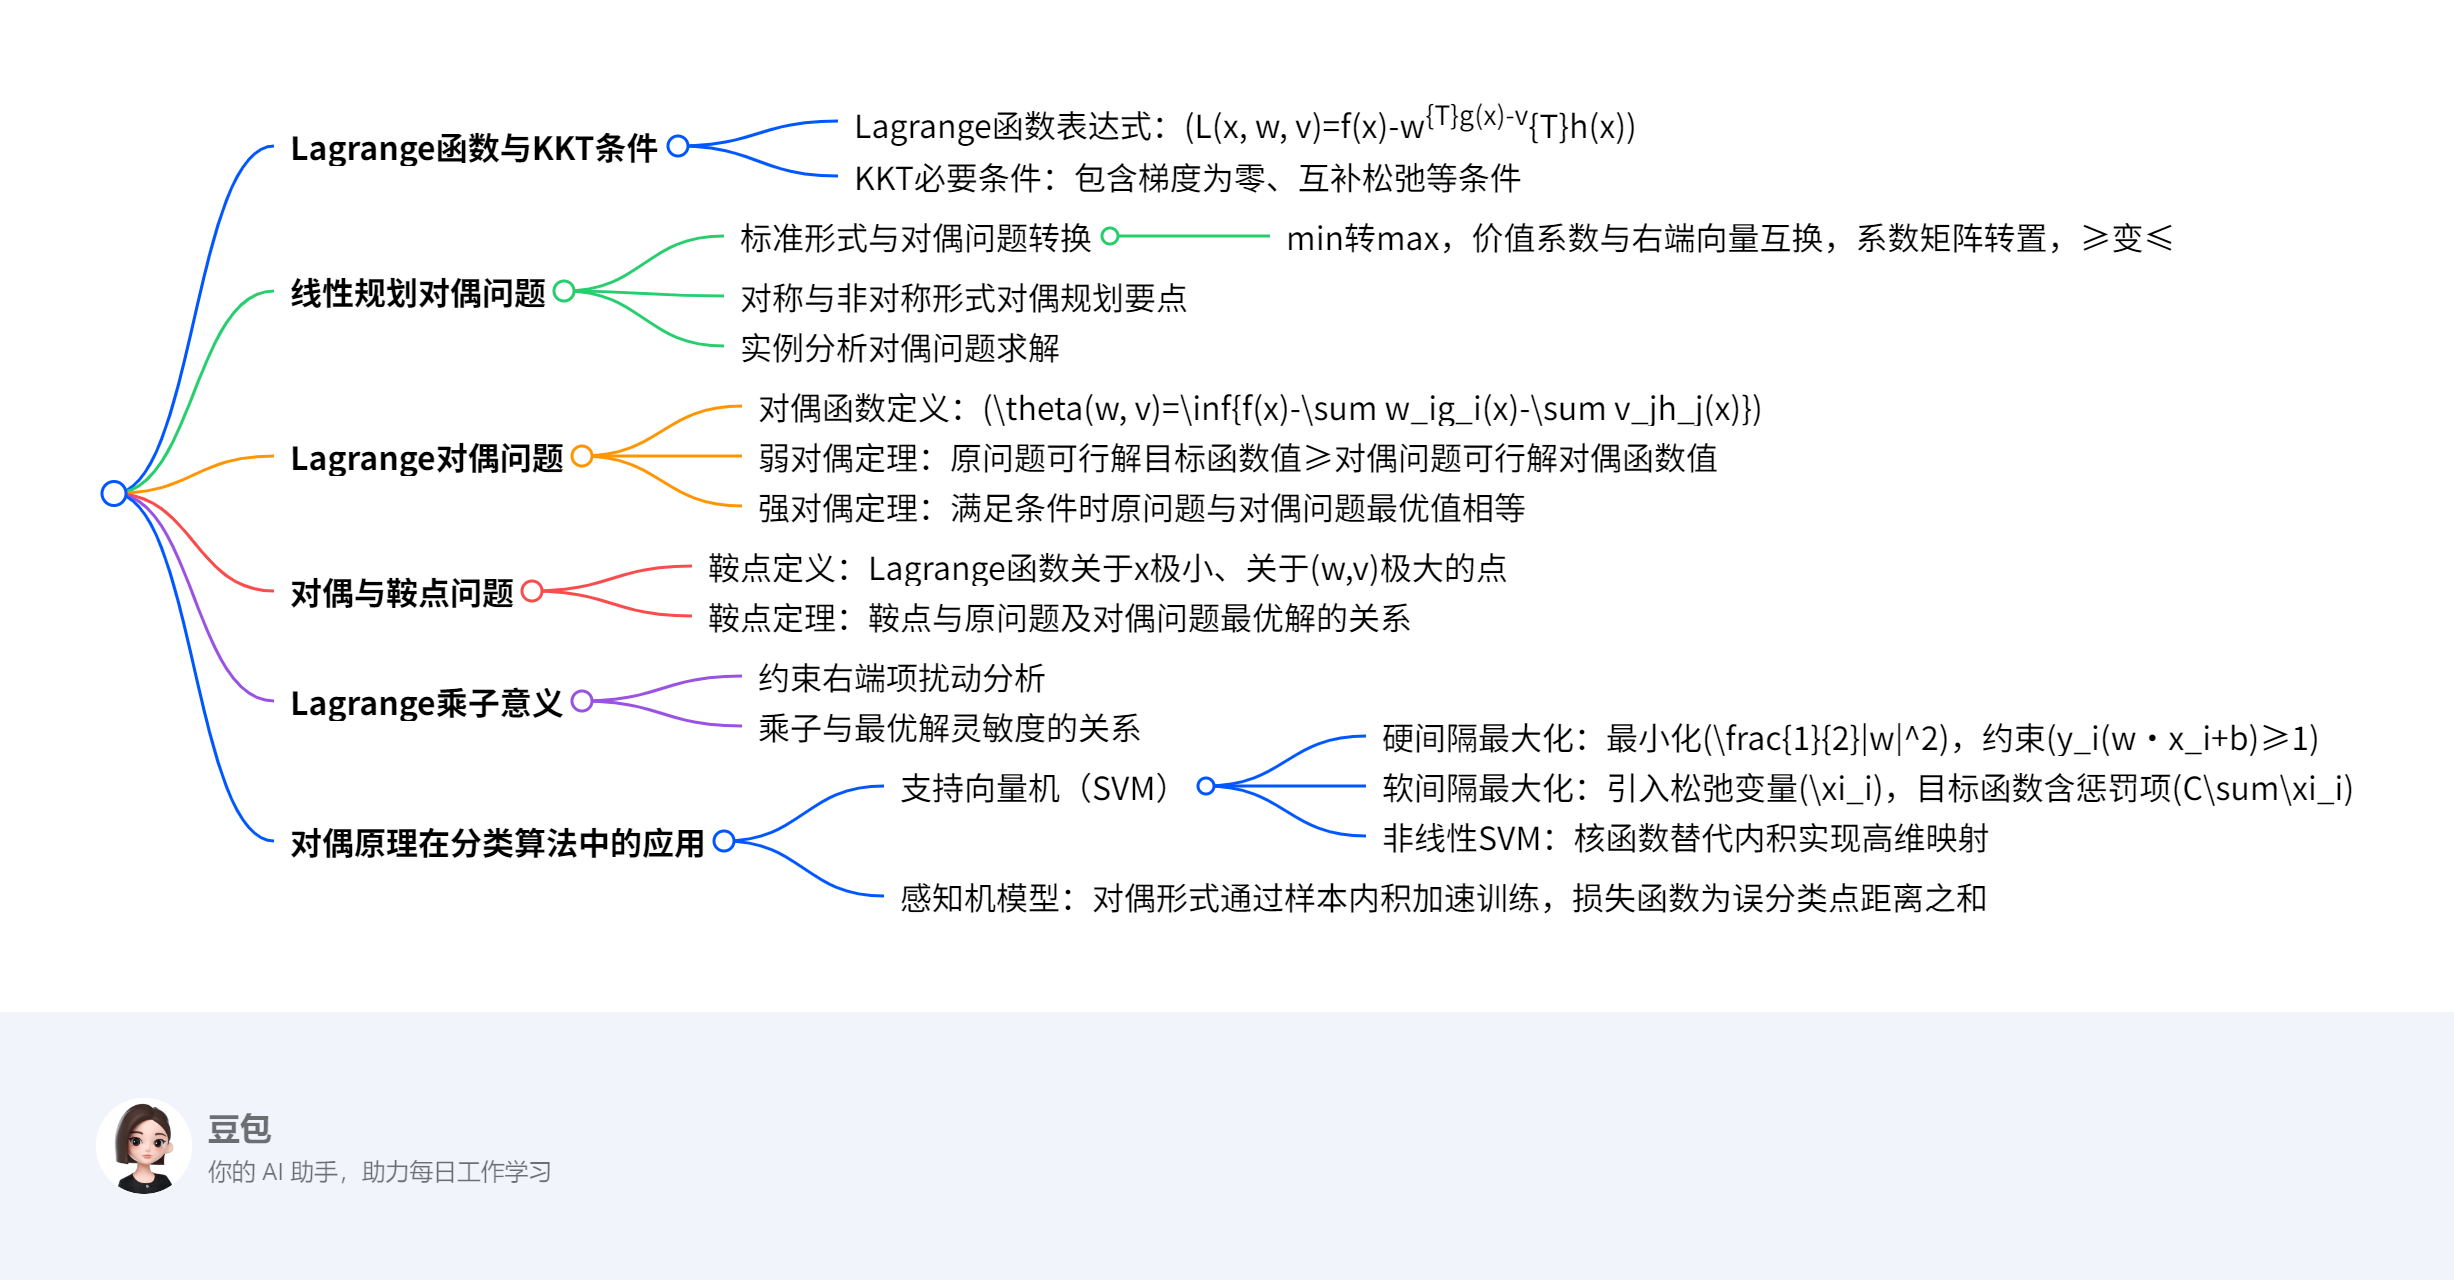 Lagrange函数与KKT条件
Lagrange函数表达式：(L(x, w, v)=f(x)-w^{T}g(x)-v{T}h(x))
KKT必要条件：包含梯度为零、互补松弛等条件
线性规划对偶问题
标准形式与对偶问题转换
min转max，价值系数与右端向量互换，系数矩阵转置，≥变≤
对称与非对称形式对偶规划要点
实例分析对偶问题求解
Lagrange对偶问题
对偶函数定义：(\theta(w, v)=\inf{f(x)-\sum w_ig_i(x)-\sum v_jh_j(x)})
弱对偶定理：原问题可行解目标函数值≥对偶问题可行解对偶函数值
强对偶定理：满足条件时原问题与对偶问题最优值相等
对偶与鞍点问题
鞍点定义：Lagrange函数关于x极小、关于(w,v)极大的点
鞍点定理：鞍点与原问题及对偶问题最优解的关系
Lagrange乘子意义
约束右端项扰动分析
乘子与最优解灵敏度的关系
对偶原理在分类算法中的应用
支持向量机（SVM）
硬间隔最大化：最小化(\frac{1}{2}|w|^2)，约束(y_i(w·x_i+b)≥1)
软间隔最大化：引入松弛变量(\xi_i)，目标函数含惩罚项(C\sum\xi_i)
非线性SVM：核函数替代内积实现高维映射
感知机模型：对偶形式通过样本内积加速训练，损失函数为误分类点距离之和
豆包
你的 AI 助手，助力每日工作学习